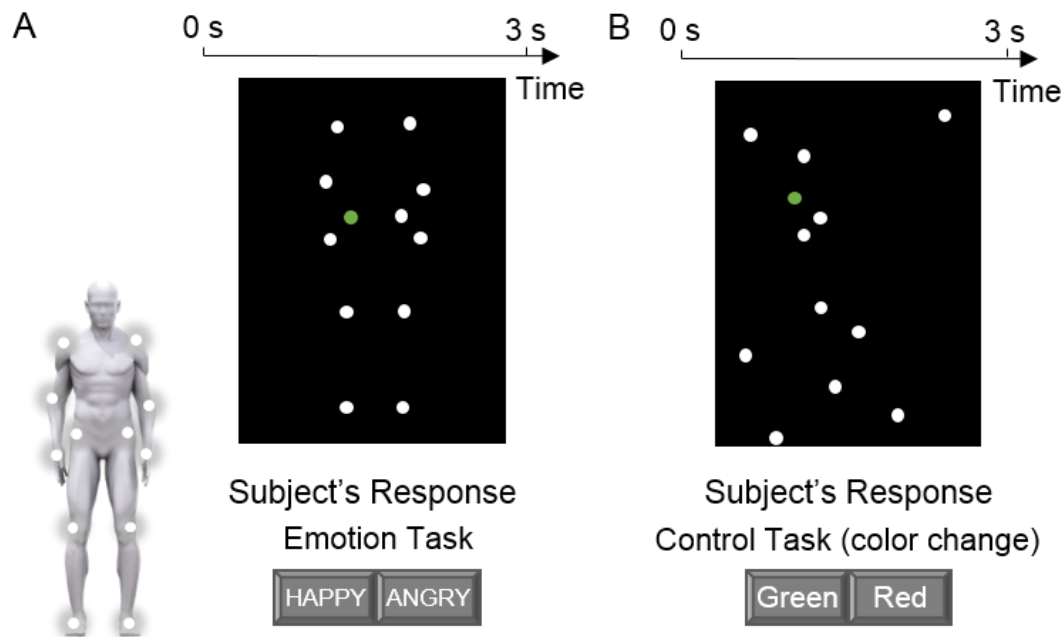 A
0 s
3 s
Time
Subject's Response
Emotion Task
HAPPY ANGRY
B
0 s
3 s
Time
Subject's Response
Control Task (color change)
Green Red